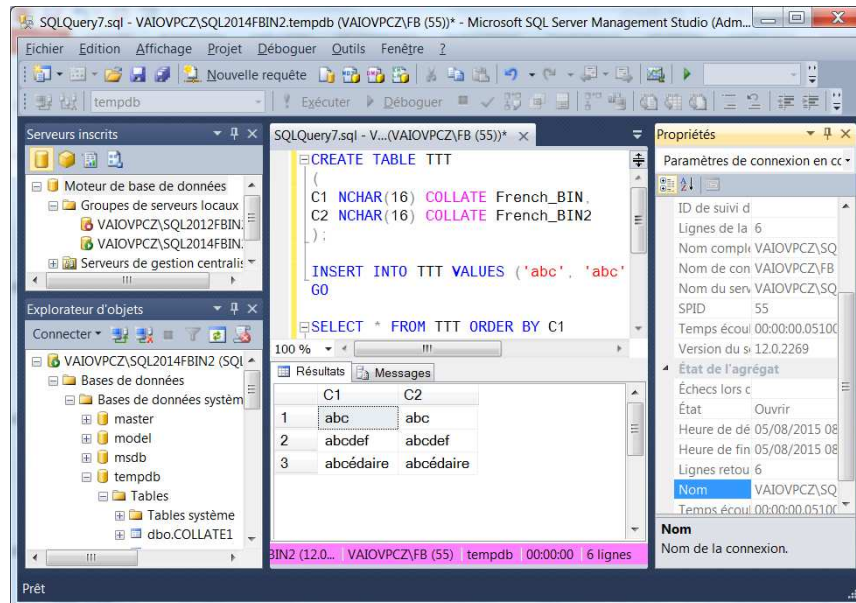 SQLQuery7.sql - VAIOVPCZ\SQL2014FBIN2.tempdb (VAIOVPCZ\FB (55))* - Microsoft SQL Server Management Studio (Adm...
Fichier Edition Affichage Projet Déboguer Outils Fenêtre ?
Nouvelle requête
tempdb
Exécuter Déboguer
Serveurs inscrits
Moteur de base de données
Groupes de serveurs locaux
VAIOVPCZ\SQL2012FBIN
VAIOVPCZ\SQL2014FBIN
Serveurs de gestion centralis
Explorateur d'objets
Connecter
VAIOVPCZ\SQL2014FBIN2 (SQL
Bases de données
Bases de données systèm
master
model
msdb
tempdb
Tables
Tables système
dbo.COLLATE1
SQLQuery7.sql - V...(VAIOVPCZ\FB (55))*
CREATE TABLE TTT
(
C1 NCHAR(16) COLLATE French_BIN,
C2 NCHAR(16) COLLATE French_BIN2
);
INSERT INTO TTT VALUES ('abc', 'abc'
GO
SELECT * FROM TTT ORDER BY C1
100 %
Résultats Messages
C1 C2
1 abc abc
2 abcdef abcdef
3 abcédaire abcédaire
BIN2 (12.0... VAIOVPCZ\FB (55) tempdb 00:00:00 6 lignes
Propriétés
Paramètres de connexion en cc
ID de suivi d
Lignes de la 6
Nom comple VAIOVPCZ\SQ
Nom de con VAIOVPCZ\FB
Nom du serv VAIOVPCZ\SQ
SPID 55
Temps écoul 00:00:00.05100
Version du s 12.0.2269
État de l'agrégat
Échecs lors c
État Ouvrir
Heure de dé 05/08/2015 08
Heure de fin 05/08/2015 08
Lignes retou 6
Nom VAIOVPCZ\SQ
Temps écoul 00:00:00.05100
Nom
Nom de la connexion.
Prêt